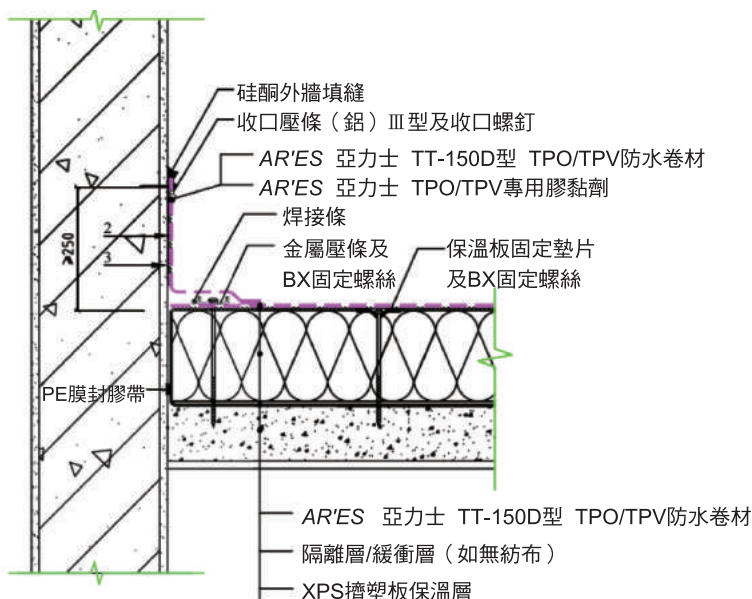 硅酮外牆填縫
收口壓條（鋁）Ⅲ型及收口螺釘
AR'ES 亞力士 TT-150D型 TPO/TPV防水卷材
AR'ES 亞力士 TPO/TPV專用膠黏劑
焊接條
金屬壓條及
BX固定螺絲
保溫板固定墊片
及BX固定螺絲
≥250
2
3
PE膜封膠帶
AR'ES 亞力士 TT-150D型 TPO/TPV防水卷材
隔離層/緩衝層（如無紡布）
XPS擠塑板保溫層